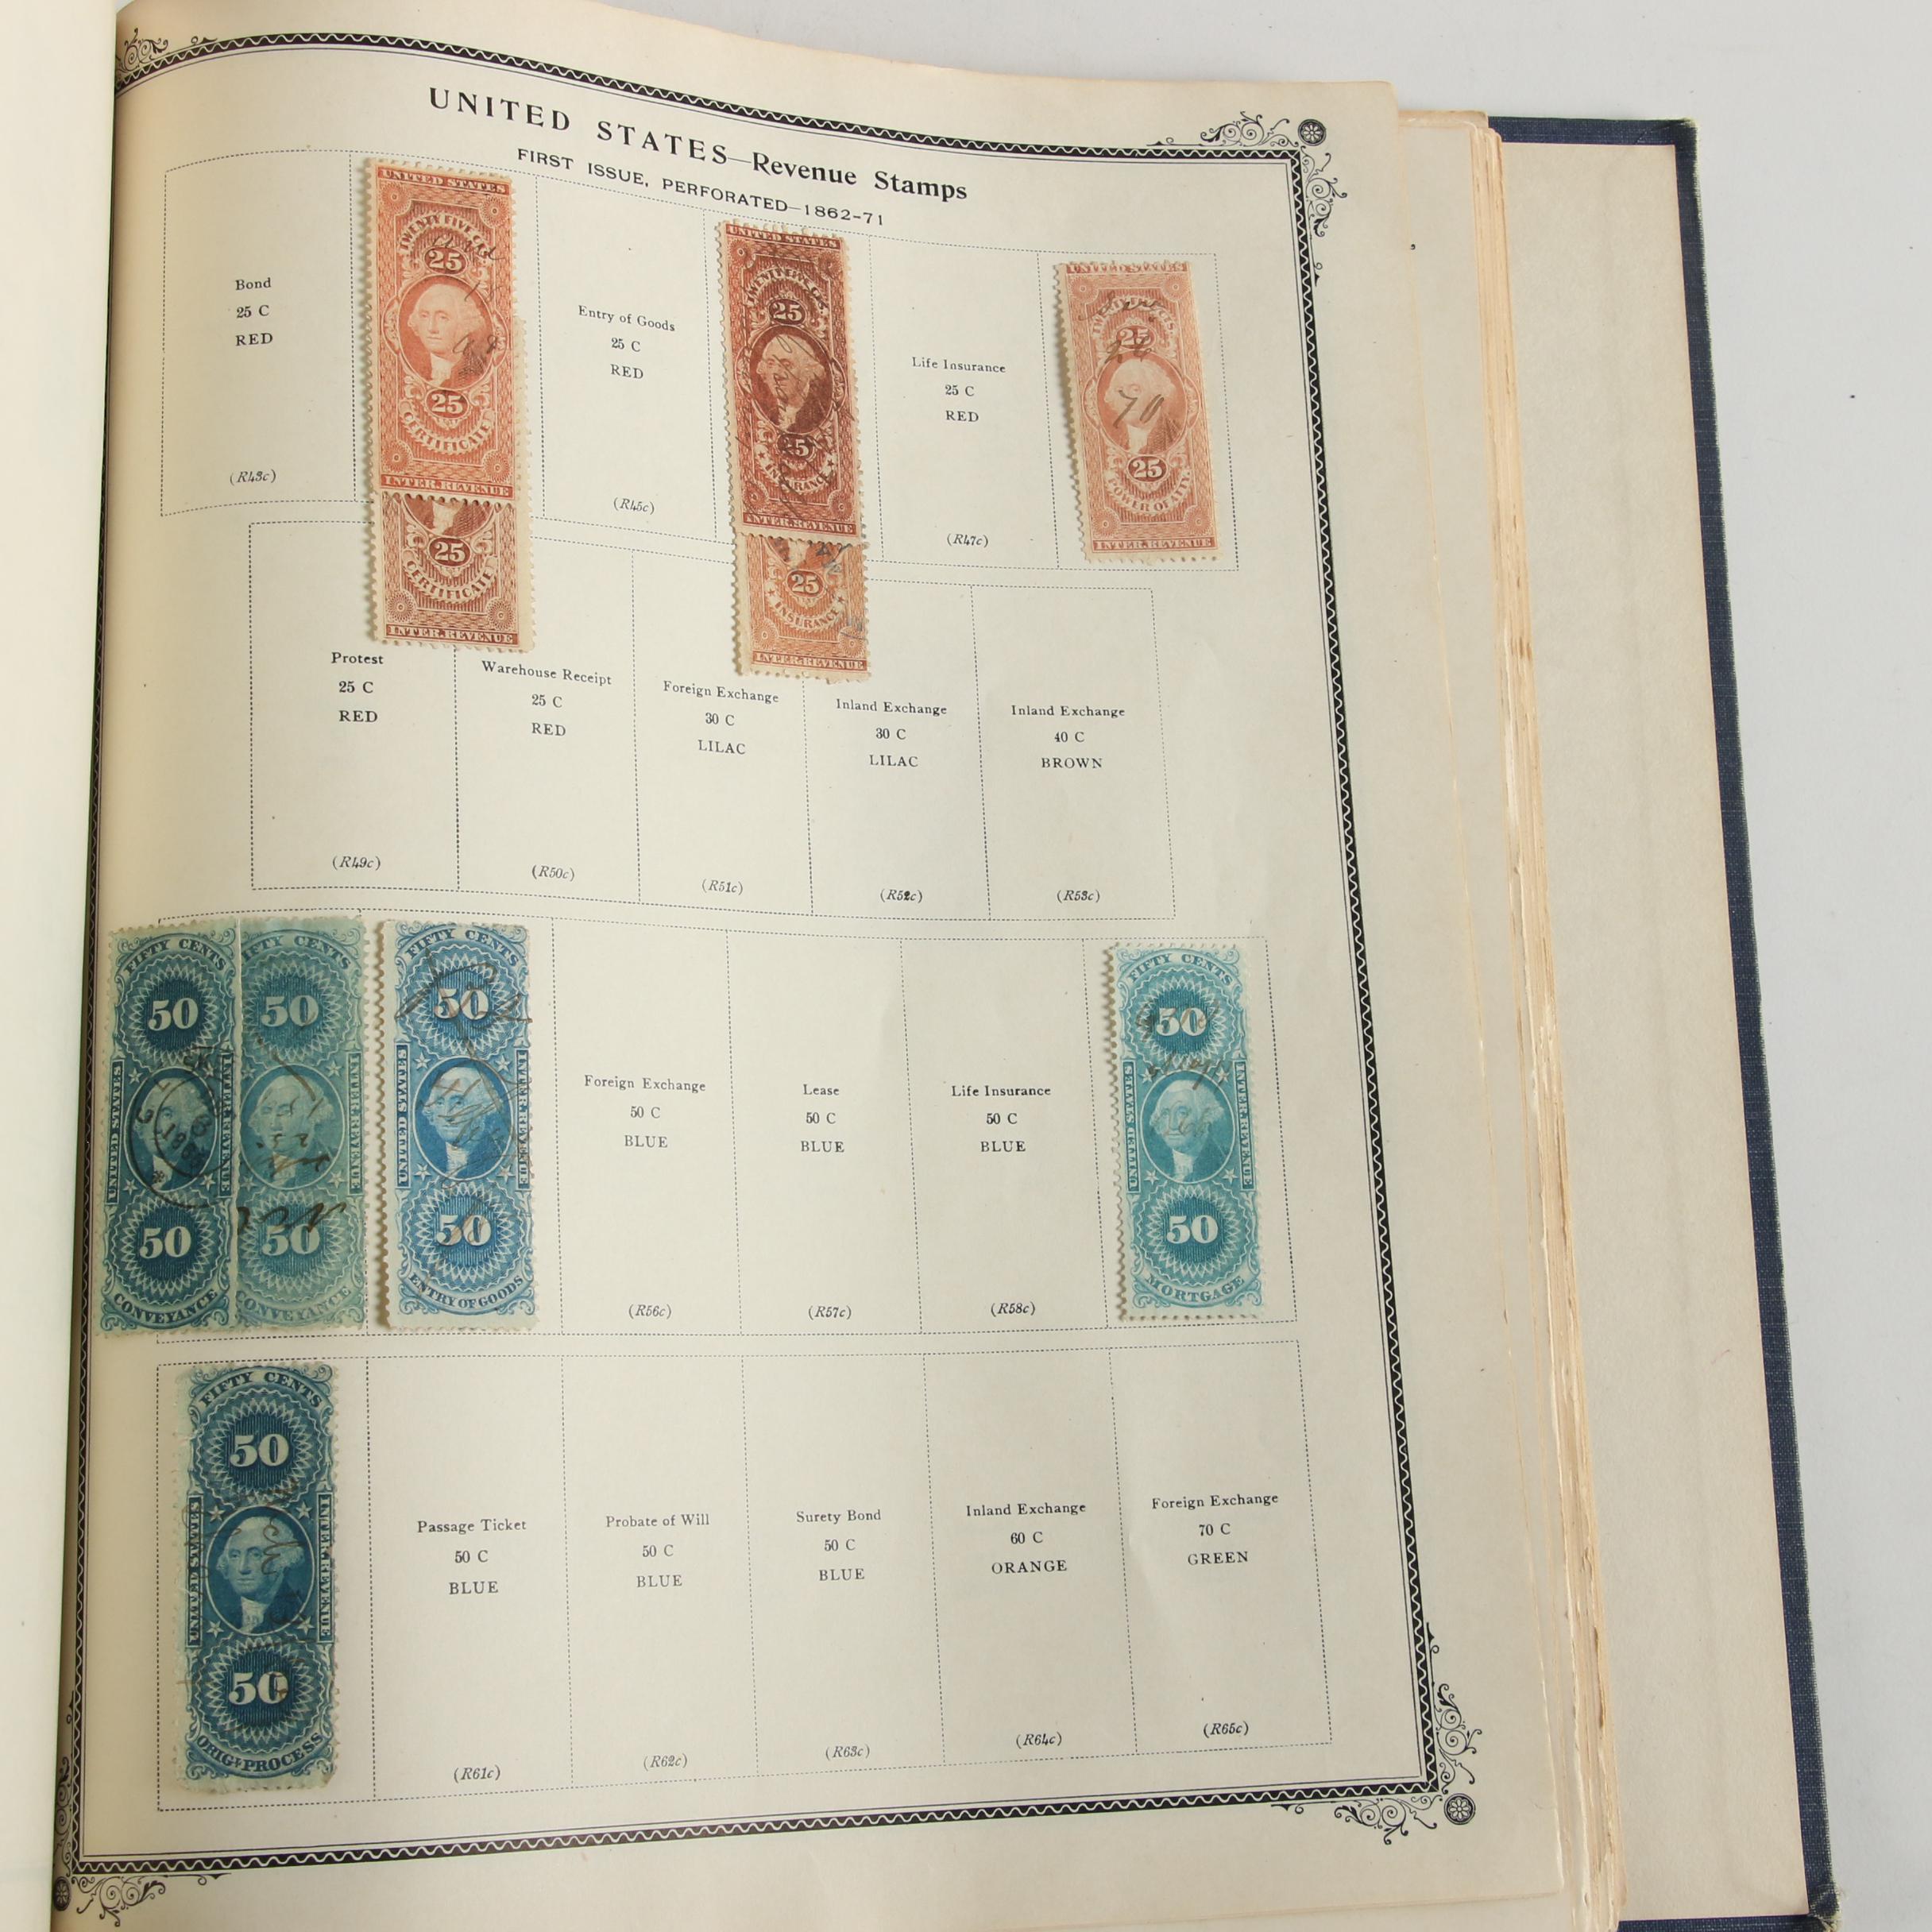 UNITED STATES—Revenue Stamps
FIRST ISSUE, PERFORATED—1862-71
Bond
25 C
RED
(R43c)
UNITED STATES
TWENTY FIVE CTS.
25
25
CERTIFICATE
INTER. REVENUE
25
CERTIFICATE
INTER. REVENUE
Entry of Goods
25 C
RED
(R45c)
UNITED STATES
TWENTY FIVE CTS.
25
25
INSURANCE
INTER. REVENUE
25
INSURANCE
INTER. REVENUE
Life Insurance
25 C
RED
(R47c)
UNITED STATES
25
70
25
POWER OF ATTY.
INTER. REVENUE
Protest
25 C
RED
(R49c)
Warehouse Receipt
25 C
RED
(R50c)
Foreign Exchange
30 C
LILAC
(R51c)
Inland Exchange
30 C
LILAC
(R52c)
Inland Exchange
40 C
BROWN
(R53c)
FIFTY CENTS
50
UNITED STATES
INTER. REVENUE
50
CONVEYANCE
FIFTY CENTS
50
INTER. REVENUE
50
CONVEYANCE
FIFTY CENTS
50
UNITED STATES
INTER. REVENUE
50
ENTRY OF GOODS
Foreign Exchange
50 C
BLUE
(R56c)
Lease
50 C
BLUE
(R57c)
Life Insurance
50 C
BLUE
(R58c)
FIFTY CENTS
50
UNITED STATES
INTER. REVENUE
50
MORTGAGE
FIFTY CENTS
50
UNITED STATES
INTER. REVENUE
50
ORIG. PROCESS
Passage Ticket
50 C
BLUE
(R61c)
Probate of Will
50 C
BLUE
(R62c)
Surety Bond
50 C
BLUE
(R63c)
Inland Exchange
60 C
ORANGE
(R64c)
Foreign Exchange
70 C
GREEN
(R65c)